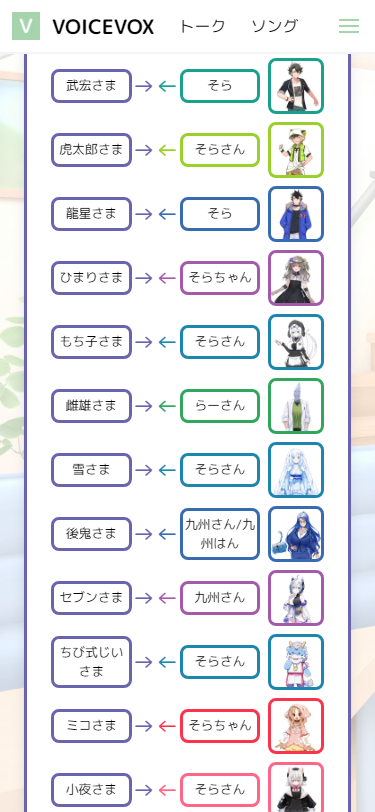 V VOICEVOX トーク ソング
武宏さま → ← そら
虎太郎さま → ← そらさん
龍星さま → ← そら
ひまりさま → ← そらちゃん
もち子さま → ← そらさん
雌雄さま → ← らーさん
雪さま → ← そらさん
後鬼さま → ← 九州さん/九
州はん
セブンさま → ← 九州さん
ちび式じい
さま → ← そらさん
ミコさま → ← そらちゃん
小夜さま → ← そらさん